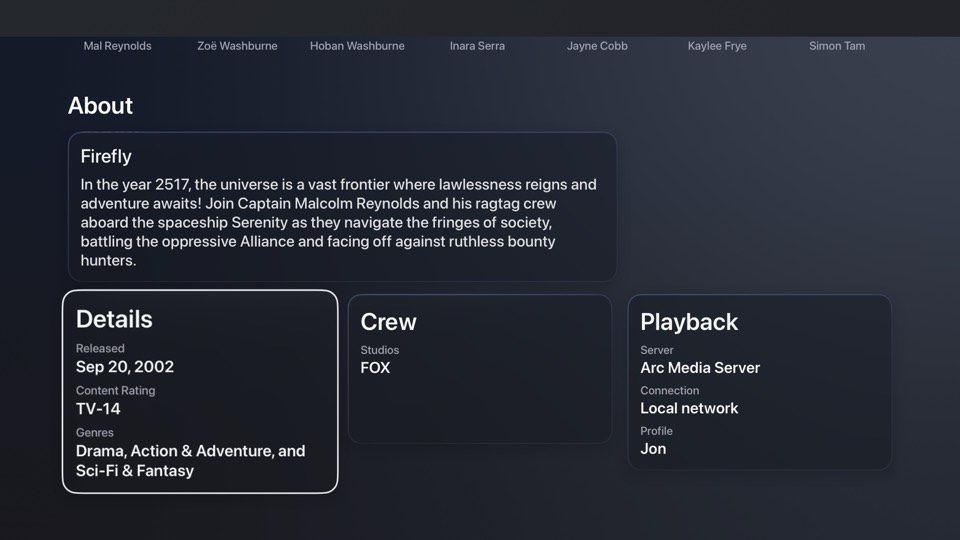 Mal Reynolds
Zoë Washburne
Hoban Washburne
Inara Serra
Jayne Cobb
Kaylee Frye
Simon Tam
About
Firefly
In the year 2517, the universe is a vast frontier where lawlessness reigns and
adventure awaits! Join Captain Malcolm Reynolds and his ragtag crew
aboard the spaceship Serenity as they navigate the fringes of society,
battling the oppressive Alliance and facing off against ruthless bounty
hunters.
Details
Released
Sep 20, 2002
Content Rating
TV-14
Genres
Drama, Action & Adventure, and
Sci-Fi & Fantasy
Crew
Studios
FOX
Playback
Server
Arc Media Server
Connection
Local network
Profile
Jon